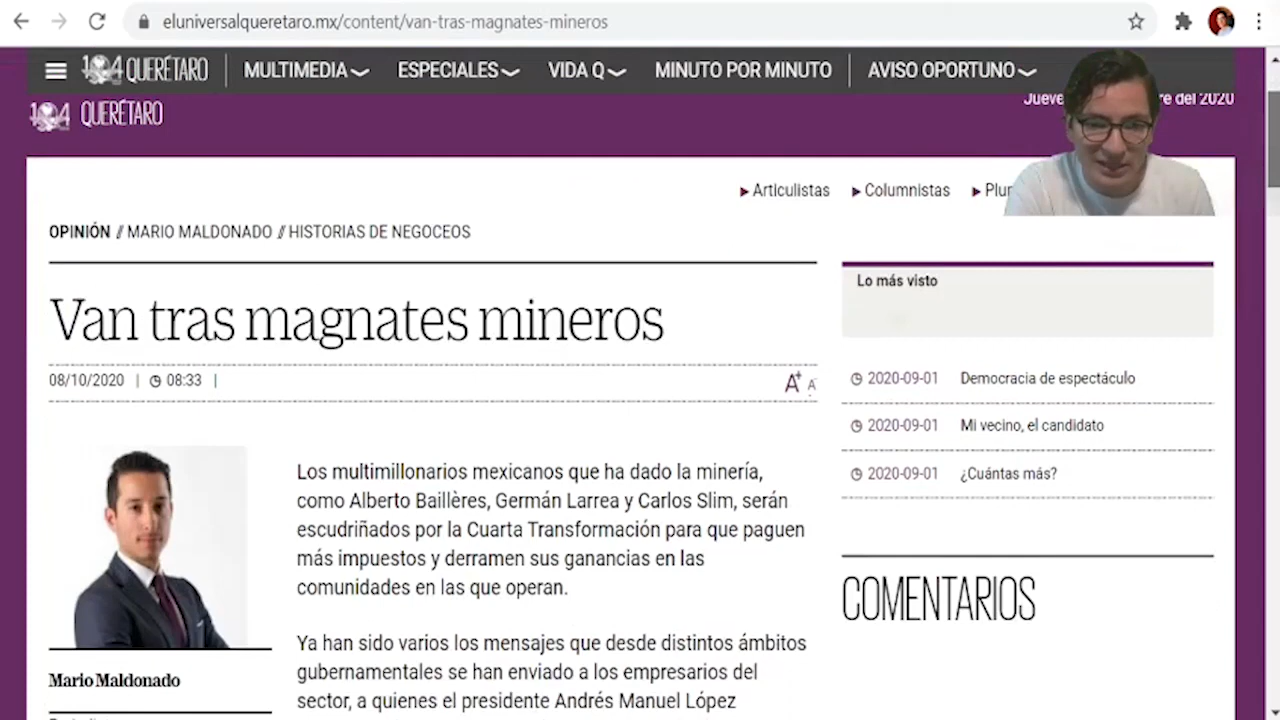 eluniversalqueretaro.mx/content/van-tras-magnates-mineros
QUERÉTARO
MULTIMEDIA
ESPECIALES
VIDA Q
MINUTO POR MINUTO
AVISO OPORTUNO
QUERÉTARO
Jueve re del 2020
Articulistas
Columnistas
OPINIÓN // MARIO MALDONADO // HISTORIAS DE NEGOCEOS
Van tras magnates mineros
08/10/2020 | 08:33 |
A+ A-
Los multimillonarios mexicanos que ha dado la minería,
como Alberto Baillères, Germán Larrea y Carlos Slim, serán
escudriñados por la Cuarta Transformación para que paguen
más impuestos y derramen sus ganancias en las
comunidades en las que operan.
Ya han sido varios los mensajes que desde distintos ámbitos
gubernamentales se han enviado a los empresarios del
sector, a quienes el presidente Andrés Manuel López
Mario Maldonado
Lo más visto
2020-09-01 Democracia de espectáculo
2020-09-01 Mi vecino, el candidato
2020-09-01 ¿Cuántas más?
COMENTARIOS